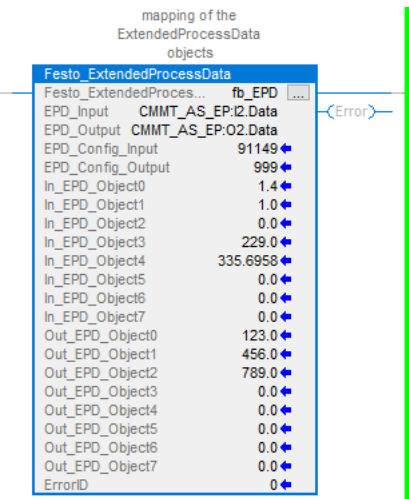 mapping of the
ExtendedProcessData
objects
Festo_ExtendedProcessData
Festo_ExtendedProces... fb_EPD ...
EPD_Input CMMT_AS_EP:I2.Data
(Error)
EPD_Output CMMT_AS_EP:O2.Data
EPD_Config_Input 91149
EPD_Config_Output 999
In_EPD_Object0 1.4
In_EPD_Object1 1.0
In_EPD_Object2 0.0
In_EPD_Object3 229.0
In_EPD_Object4 335.6958
In_EPD_Object5 0.0
In_EPD_Object6 0.0
In_EPD_Object7 0.0
Out_EPD_Object0 123.0
Out_EPD_Object1 456.0
Out_EPD_Object2 789.0
Out_EPD_Object3 0.0
Out_EPD_Object4 0.0
Out_EPD_Object5 0.0
Out_EPD_Object6 0.0
Out_EPD_Object7 0.0
ErrorID 0